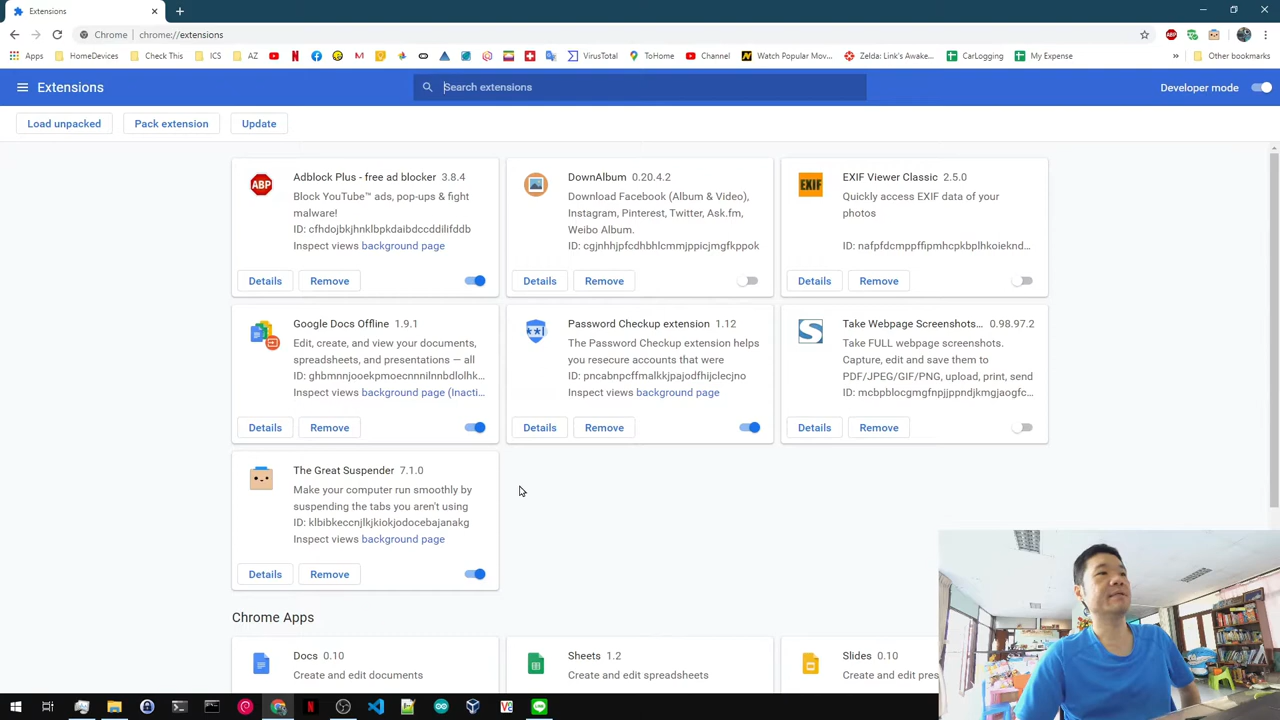 Extensions
Chrome | chrome://extensions
Apps HomeDevices Check This ICS AZ VirusTotal ToHome Channel Watch Popular Mov... Zelda: Link's Awake... CarLogging My Expense » Other bookmarks
Extensions Search extensions Developer mode
Load unpacked Pack extension Update
ABP
Adblock Plus - free ad blocker 3.8.4
Block YouTube™ ads, pop-ups & fight
malware!
ID: cfhdojbkjhnklbpkdaibdccddilifddb
Inspect views background page
Details Remove
DownAlbum 0.20.4.2
Download Facebook (Album & Video),
Instagram, Pinterest, Twitter, Ask.fm,
Weibo Album.
ID: cgjnhhjpfcdhbhlcmmjppicjmgfkppok
Details Remove
EXIF
EXIF Viewer Classic 2.5.0
Quickly access EXIF data of your
photos
ID: nafpfdcmppffipmhcpkbplhkoiekndـ...
Details Remove
Google Docs Offline 1.9.1
Edit, create, and view your documents,
spreadsheets, and presentations — all
ID: ghbmnnjooekpmoecnnnilnnbdlolhk...
Inspect views background page (Inacti...
Details Remove
Password Checkup extension 1.12
The Password Checkup extension helps
you resecure accounts that were
ID: pncabnpcffmalkkjpajodfhijclecjno
Inspect views background page
Details Remove
Take Webpage Screenshots... 0.98.97.2
Take FULL webpage screenshots.
Capture, edit and save them to
PDF/JPEG/GIF/PNG, upload, print, send
ID: mcbpblocgmgfnpjjppndjkmgjaogfc...
Details Remove
The Great Suspender 7.1.0
Make your computer run smoothly by
suspending the tabs you aren't using
ID: klbibkeccnjlkjkiokjodocebajanakg
Inspect views background page
Details Remove
Chrome Apps
Docs 0.10
Create and edit documents
Sheets 1.2
Create and edit spreadsheets
Slides 0.10
Create and edit pres